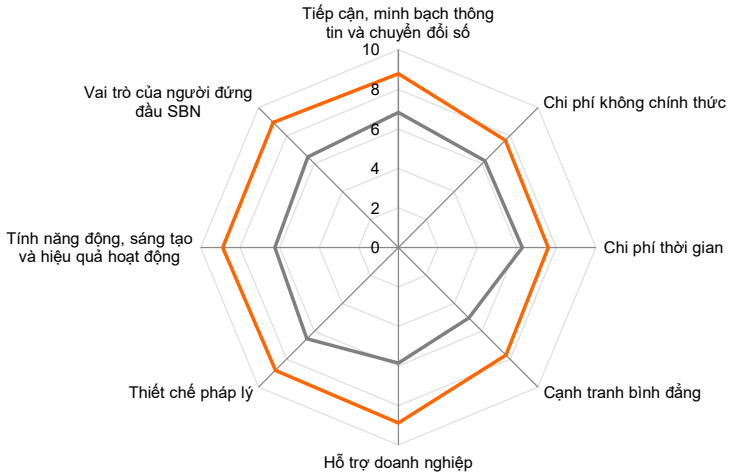 Tiếp cận, minh bạch thông
tin và chuyển đổi số
10
Vai trò của người đứng
đầu SBN
8
Chi phí không chính thức
6
4
2
Tính năng động, sáng tạo
và hiệu quả hoạt động
0
Chi phí thời gian
Thiết chế pháp lý
Cạnh tranh bình đẳng
Hỗ trợ doanh nghiệp